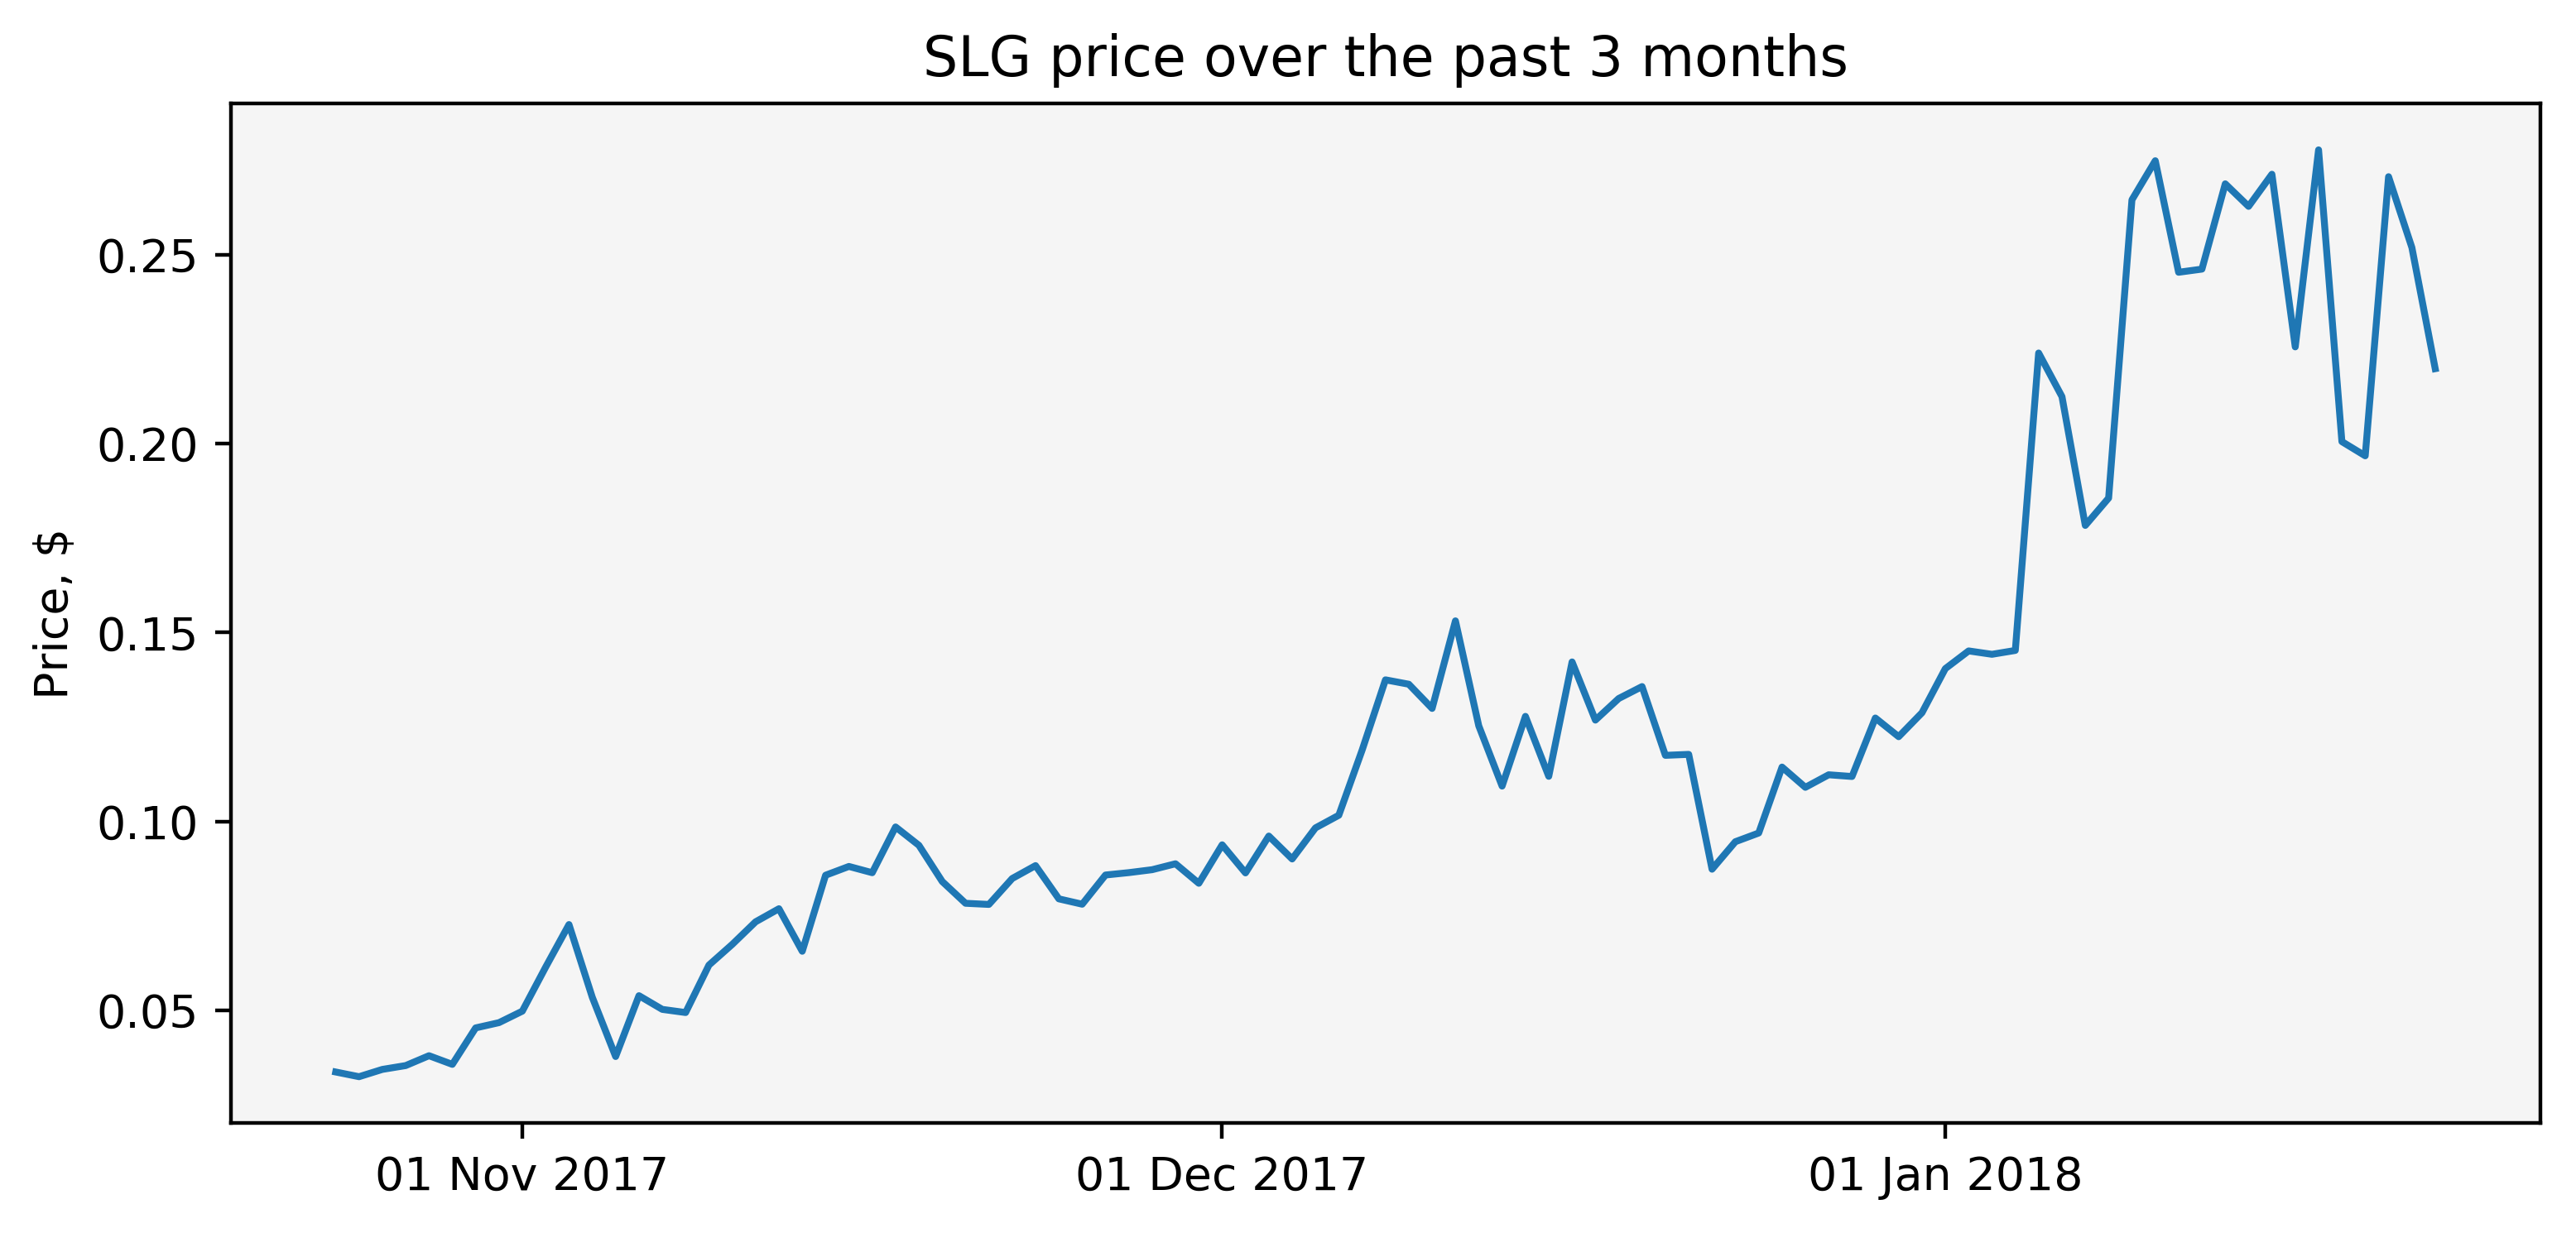 SLG price over the past 3 months
Price, $
0.25
0.20
0.15
0.10
0.05
01 Nov 2017
01 Dec 2017
01 Jan 2018